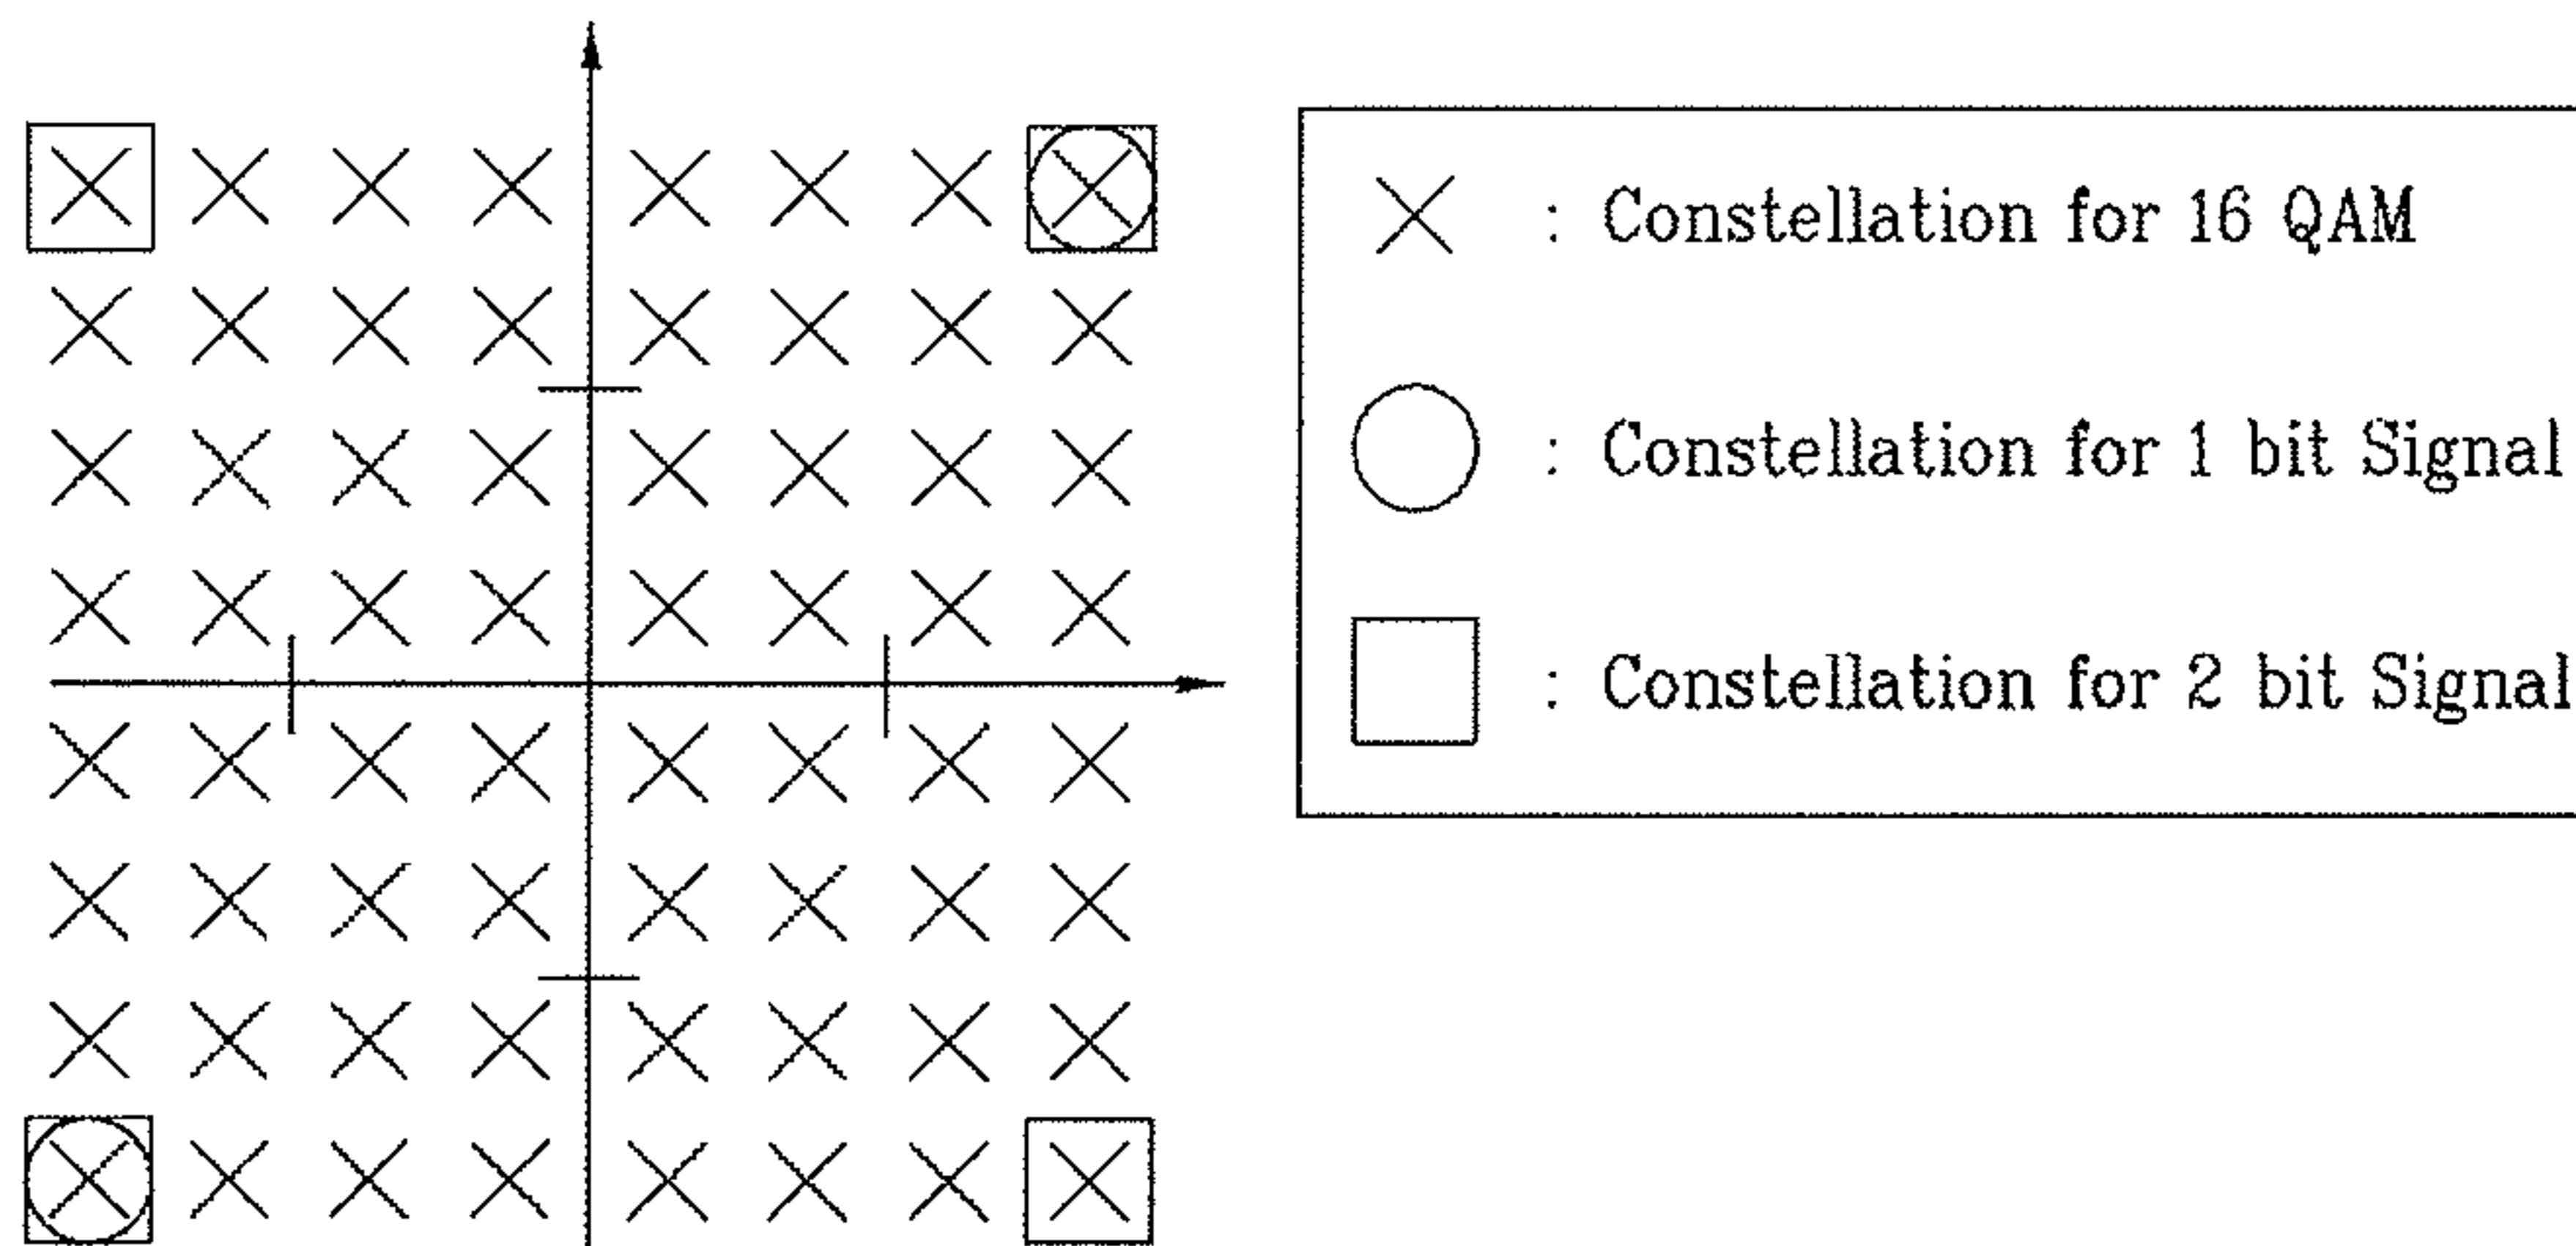 : Constellation for 16 QAM
: Constellation for 1 bit Signal
: Constellation for 2 bit Signal